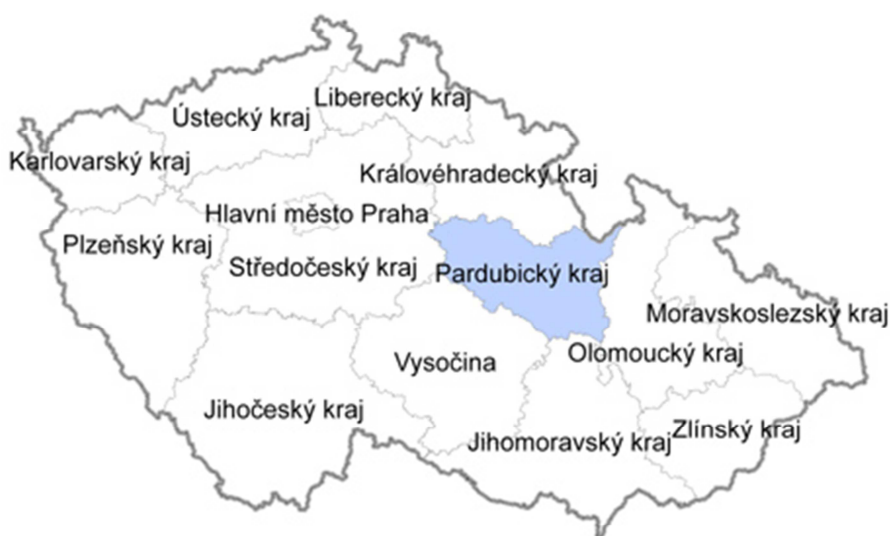 Liberecký kraj
Ústecký kraj
Karlovarský kraj
Královéhradecký kraj
Hlavní město Praha
Plzeňský kraj
Středočeský kraj
Pardubický kraj
Moravskoslezský kraj
Olomoucký kraj
Vysočina
Jihočeský kraj
Zlínský kraj
Jihomoravský kraj